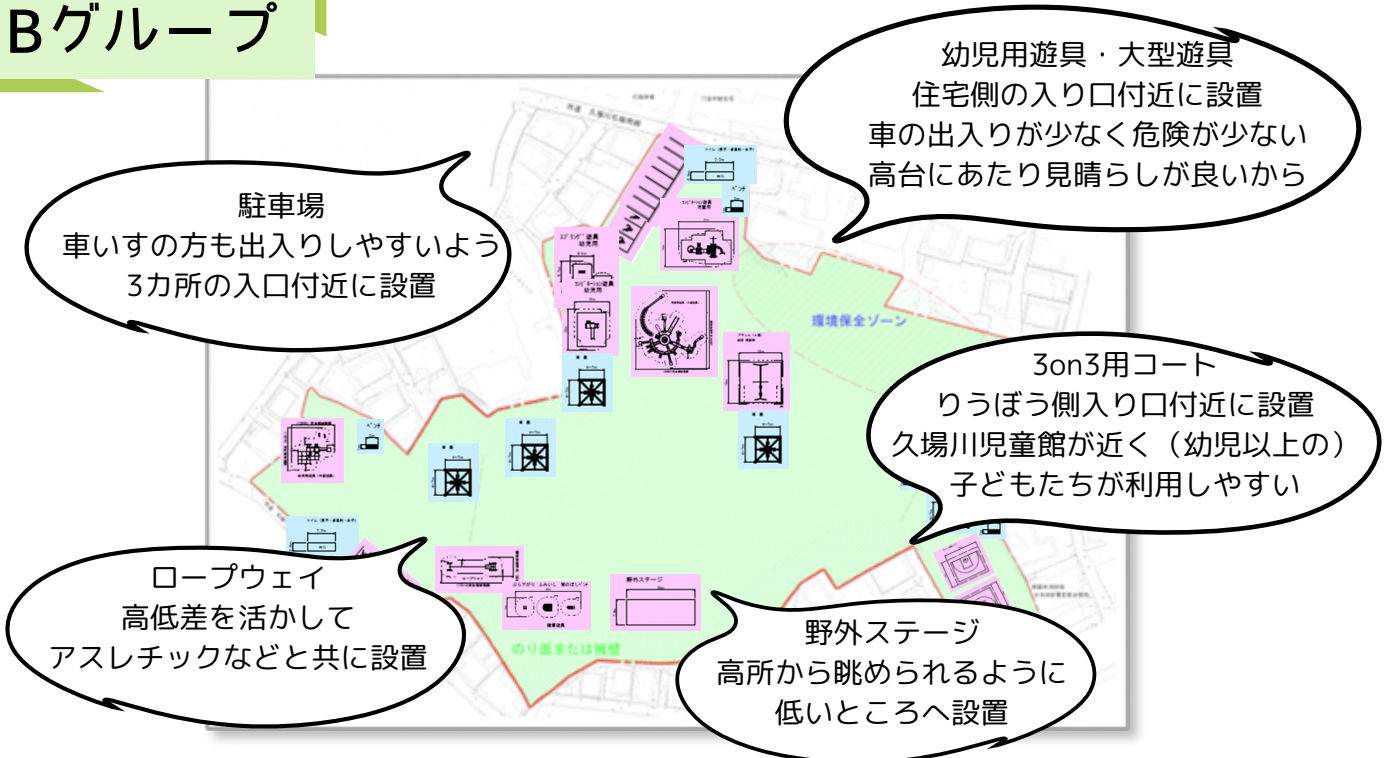 Bグループ
幼児用遊具・大型遊具
住宅側の入り口付近に設置
車の出入りが少なく危険が少ない
高台にあたり見晴らしが良いから
駐車場
車いすの方も出入りしやすいよう
3カ所の入口付近に設置
環境保全ゾーン
3on3用コート
りうぼう側入り口付近に設置
久場川児童館が近く（幼児以上の）
子どもたちが利用しやすい
ベンチ
ベンチ
ロープウェイ
高低差を活かして
アスレチックなどと共に設置
野外ステージ
のり面または擁壁
野外ステージ
高所から眺められるように
低いところへ設置